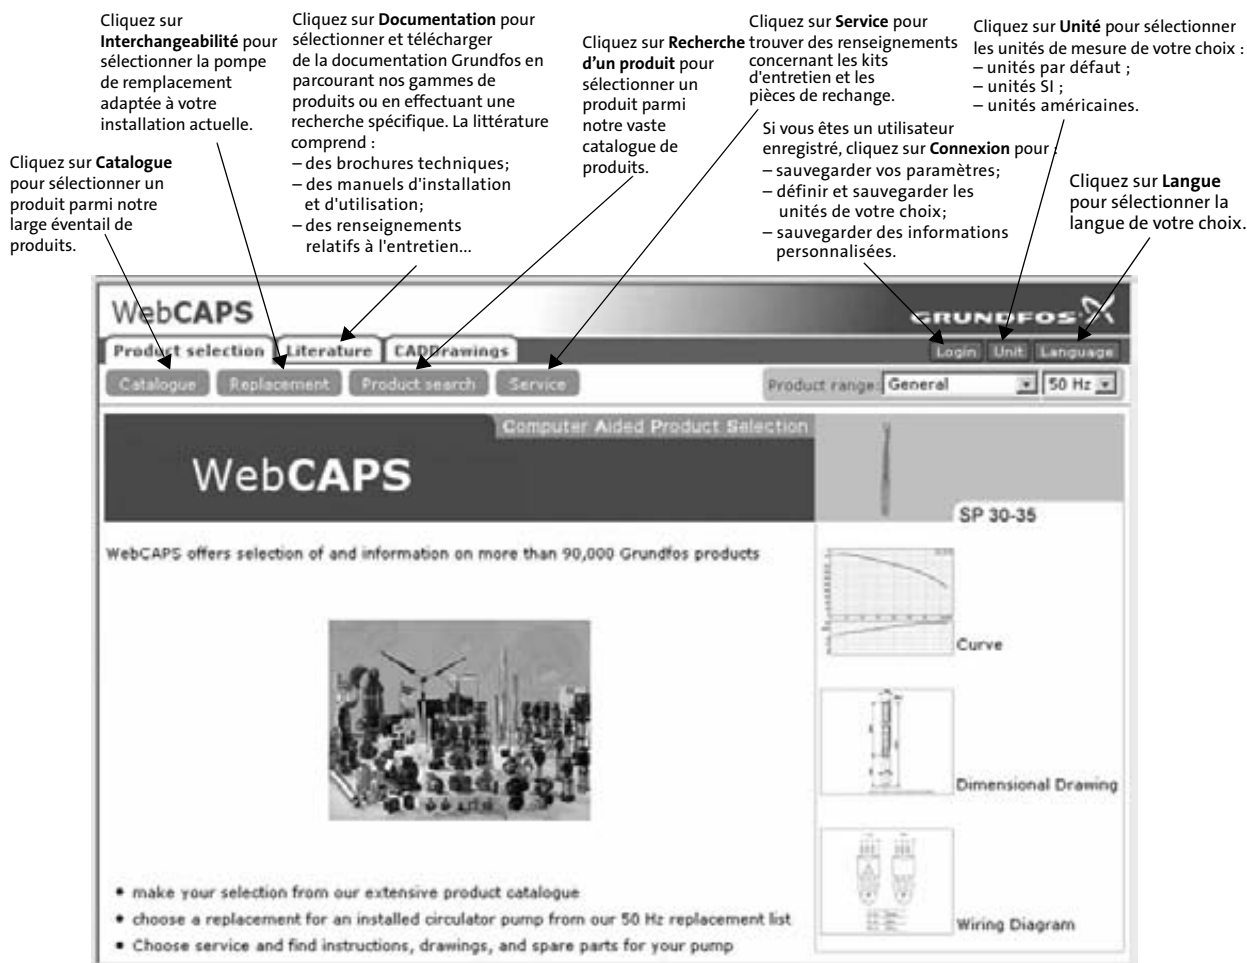 Cliquez sur
Interchangeabilité pour
sélectionner la pompe
de remplacement
adaptée à votre
installation actuelle.
Cliquez sur Documentation pour
sélectionner et télécharger
de la documentation Grundfos en
parcourant nos gammes de
produits ou en effectuant une
recherche spécifique. La littérature
comprend :
– des brochures techniques;
– des manuels d'installation
et d'utilisation;
– des renseignements
relatifs à l'entretien...
Cliquez sur Recherche
d'un produit pour
sélectionner un
produit parmi
notre vaste
catalogue de
produits.
Cliquez sur Service pour
trouver des renseignements
concernant les kits
d'entretien et les
pièces de rechange.
Cliquez sur Unité pour sélectionner
les unités de mesure de votre choix :
– unités par défaut ;
– unités SI ;
– unités américaines.
Si vous êtes un utilisateur
enregistré, cliquez sur Connexion pour :
– sauvegarder vos paramètres;
– définir et sauvegarder les
unités de votre choix;
– sauvegarder des informations
personnalisées.
Cliquez sur Catalogue
pour sélectionner un
produit parmi notre
large éventail de
produits.
Cliquez sur Langue
pour sélectionner la
langue de votre choix.
WebCAPS
GRUNDFOS
Product selection Literature CADDrawings
Login Unit Language
Catalogue Replacement Product search Service
Product range: General 50 Hz
Computer Aided Product Selection
WebCAPS
SP 30-35
WebCAPS offers selection of and information on more than 90,000 Grundfos products
Curve
Dimensional Drawing
Wiring Diagram
• make your selection from our extensive product catalogue
• choose a replacement for an installed circulator pump from our 50 Hz replacement list
• Choose service and find instructions, drawings, and spare parts for your pump